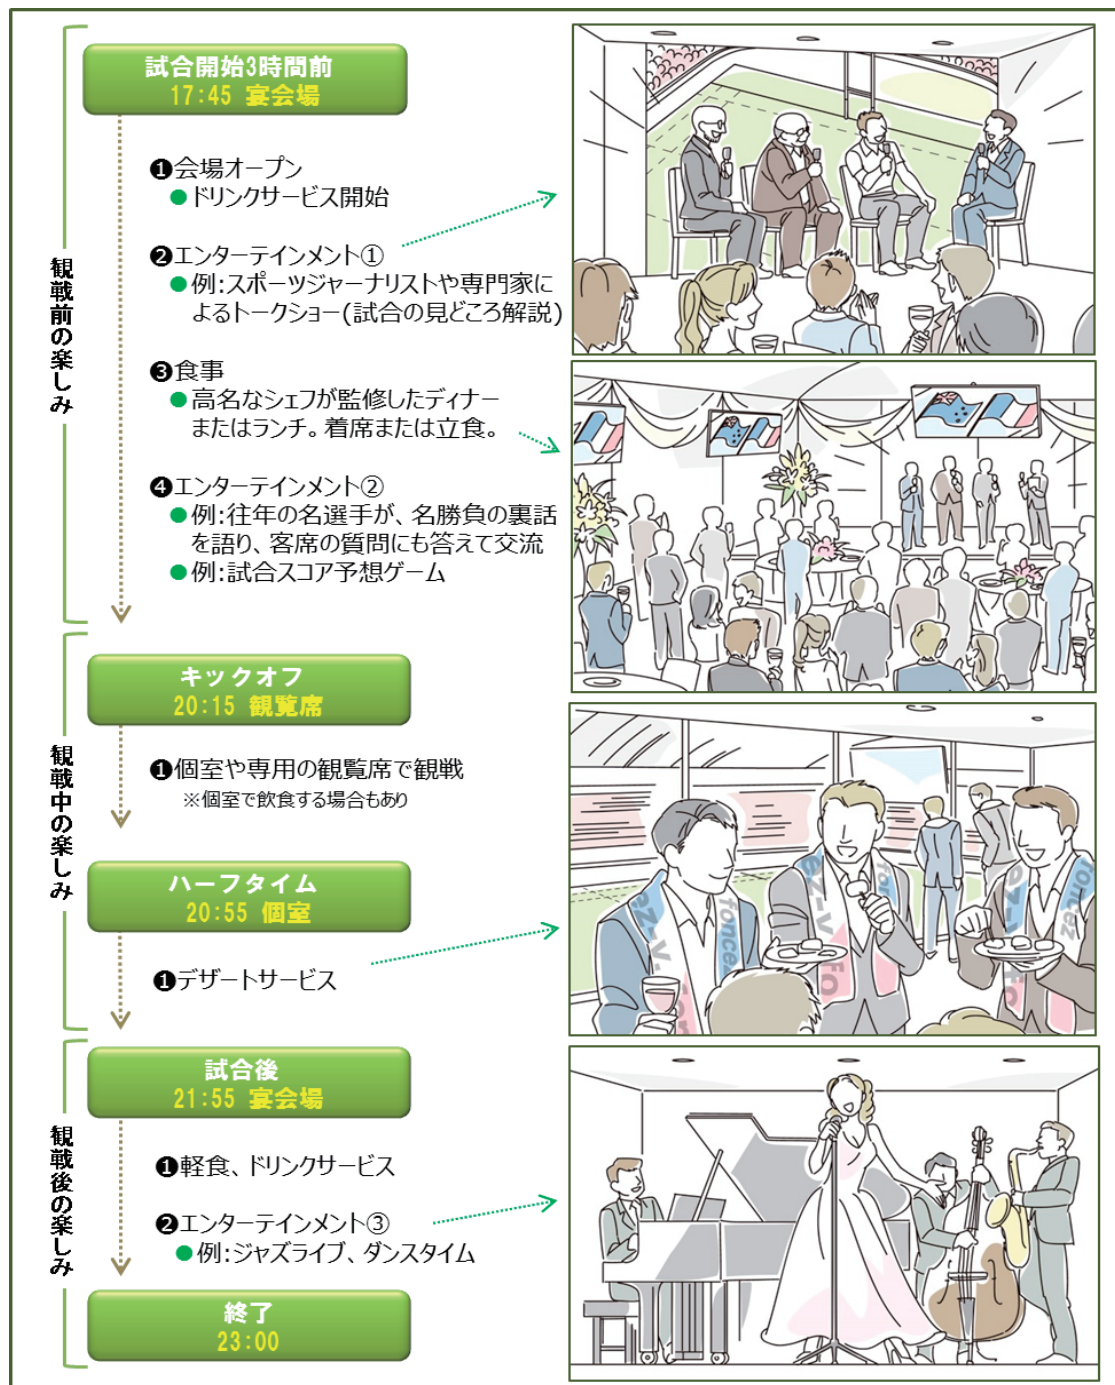 観戦前の楽しみ
試合開始3時間前
17:45 宴会場
❶会場オープン
●ドリンクサービス開始
❷エンターテインメント①
●例:スポーツジャーナリストや専門家に
よるトークショー(試合の見どころ解説)
❸食事
●高名なシェフが監修したディナー
またはランチ。着席または立食。
❹エンターテインメント②
●例:往年の名選手が、名勝負の裏話
を語り、客席の質問にも答えて交流
●例:試合スコア予想ゲーム
観戦中の楽しみ
キックオフ
20:15 観覧席
❶個室や専用の観覧席で観戦
※個室で飲食する場合もあり
ハーフタイム
20:55 個室
❶デザートサービス
foncez
foncez
観戦後の楽しみ
試合後
21:55 宴会場
❶軽食、ドリンクサービス
❷エンターテインメント③
●例:ジャズライブ、ダンスタイム
終了
23:00